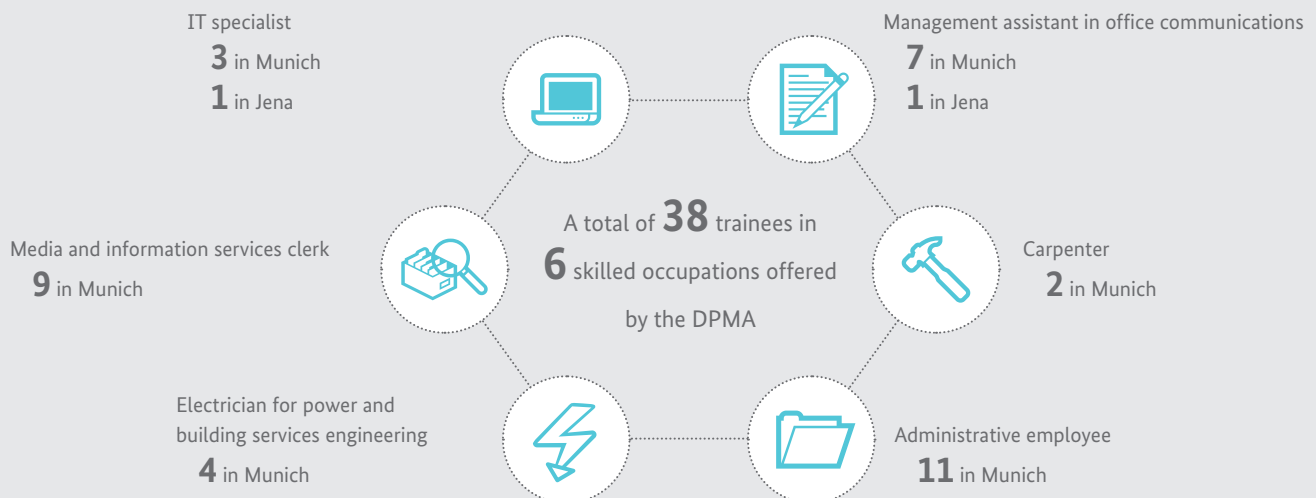 IT specialist
3 in Munich
1 in Jena
Management assistant in office communications
7 in Munich
1 in Jena
Media and information services clerk
9 in Munich
A total of 38 trainees in
6 skilled occupations offered
by the DPMA
Carpenter
2 in Munich
Electrician for power and
building services engineering
4 in Munich
Administrative employee
11 in Munich